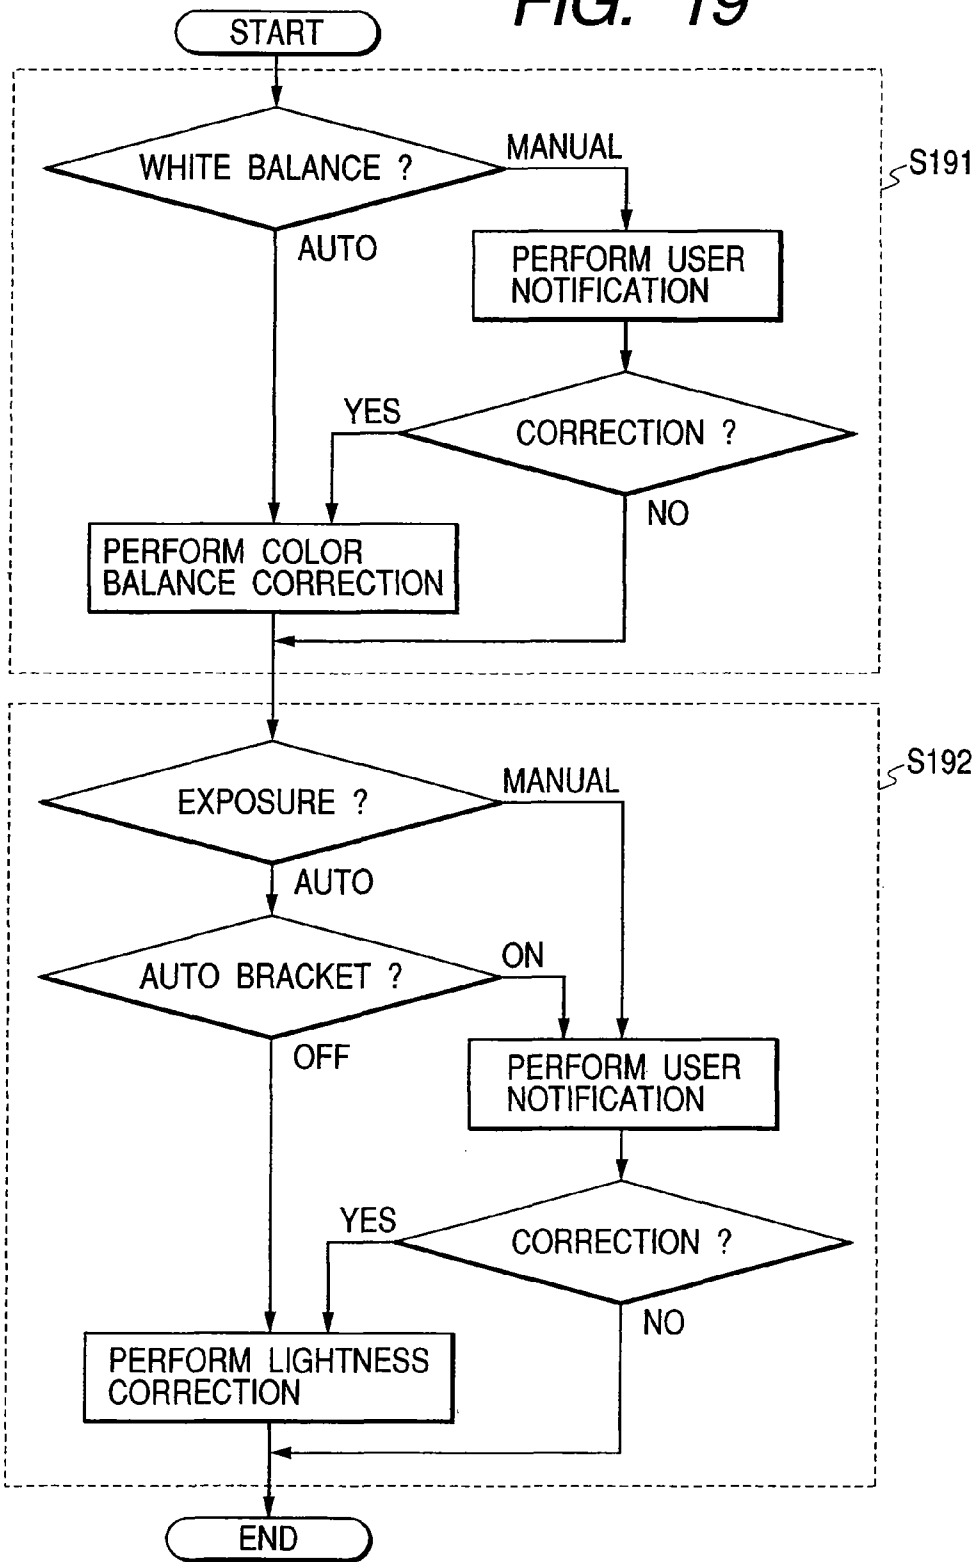 FIG. 19
START
WHITE BALANCE ?
MANUAL
S191
AUTO
PERFORM USER
NOTIFICATION
YES
CORRECTION ?
NO
PERFORM COLOR
BALANCE CORRECTION
EXPOSURE ?
MANUAL
S192
AUTO
AUTO BRACKET ?
ON
OFF
PERFORM USER
NOTIFICATION
YES
CORRECTION ?
NO
PERFORM LIGHTNESS
CORRECTION
END